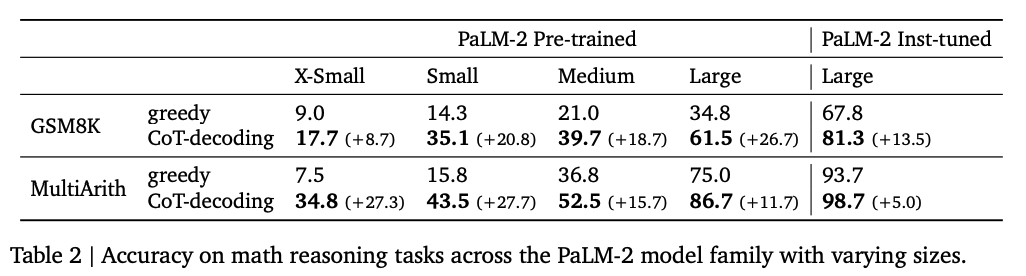 PaLM-2 Pre-trained PaLM-2 Inst-tuned
X-Small Small Medium Large Large
GSM8K greedy 9.0 14.3 21.0 34.8 67.8
CoT-decoding 17.7 (+8.7) 35.1 (+20.8) 39.7 (+18.7) 61.5 (+26.7) 81.3 (+13.5)
MultiArith greedy 7.5 15.8 36.8 75.0 93.7
CoT-decoding 34.8 (+27.3) 43.5 (+27.7) 52.5 (+15.7) 86.7 (+11.7) 98.7 (+5.0)
Table 2 | Accuracy on math reasoning tasks across the PaLM-2 model family with varying sizes.